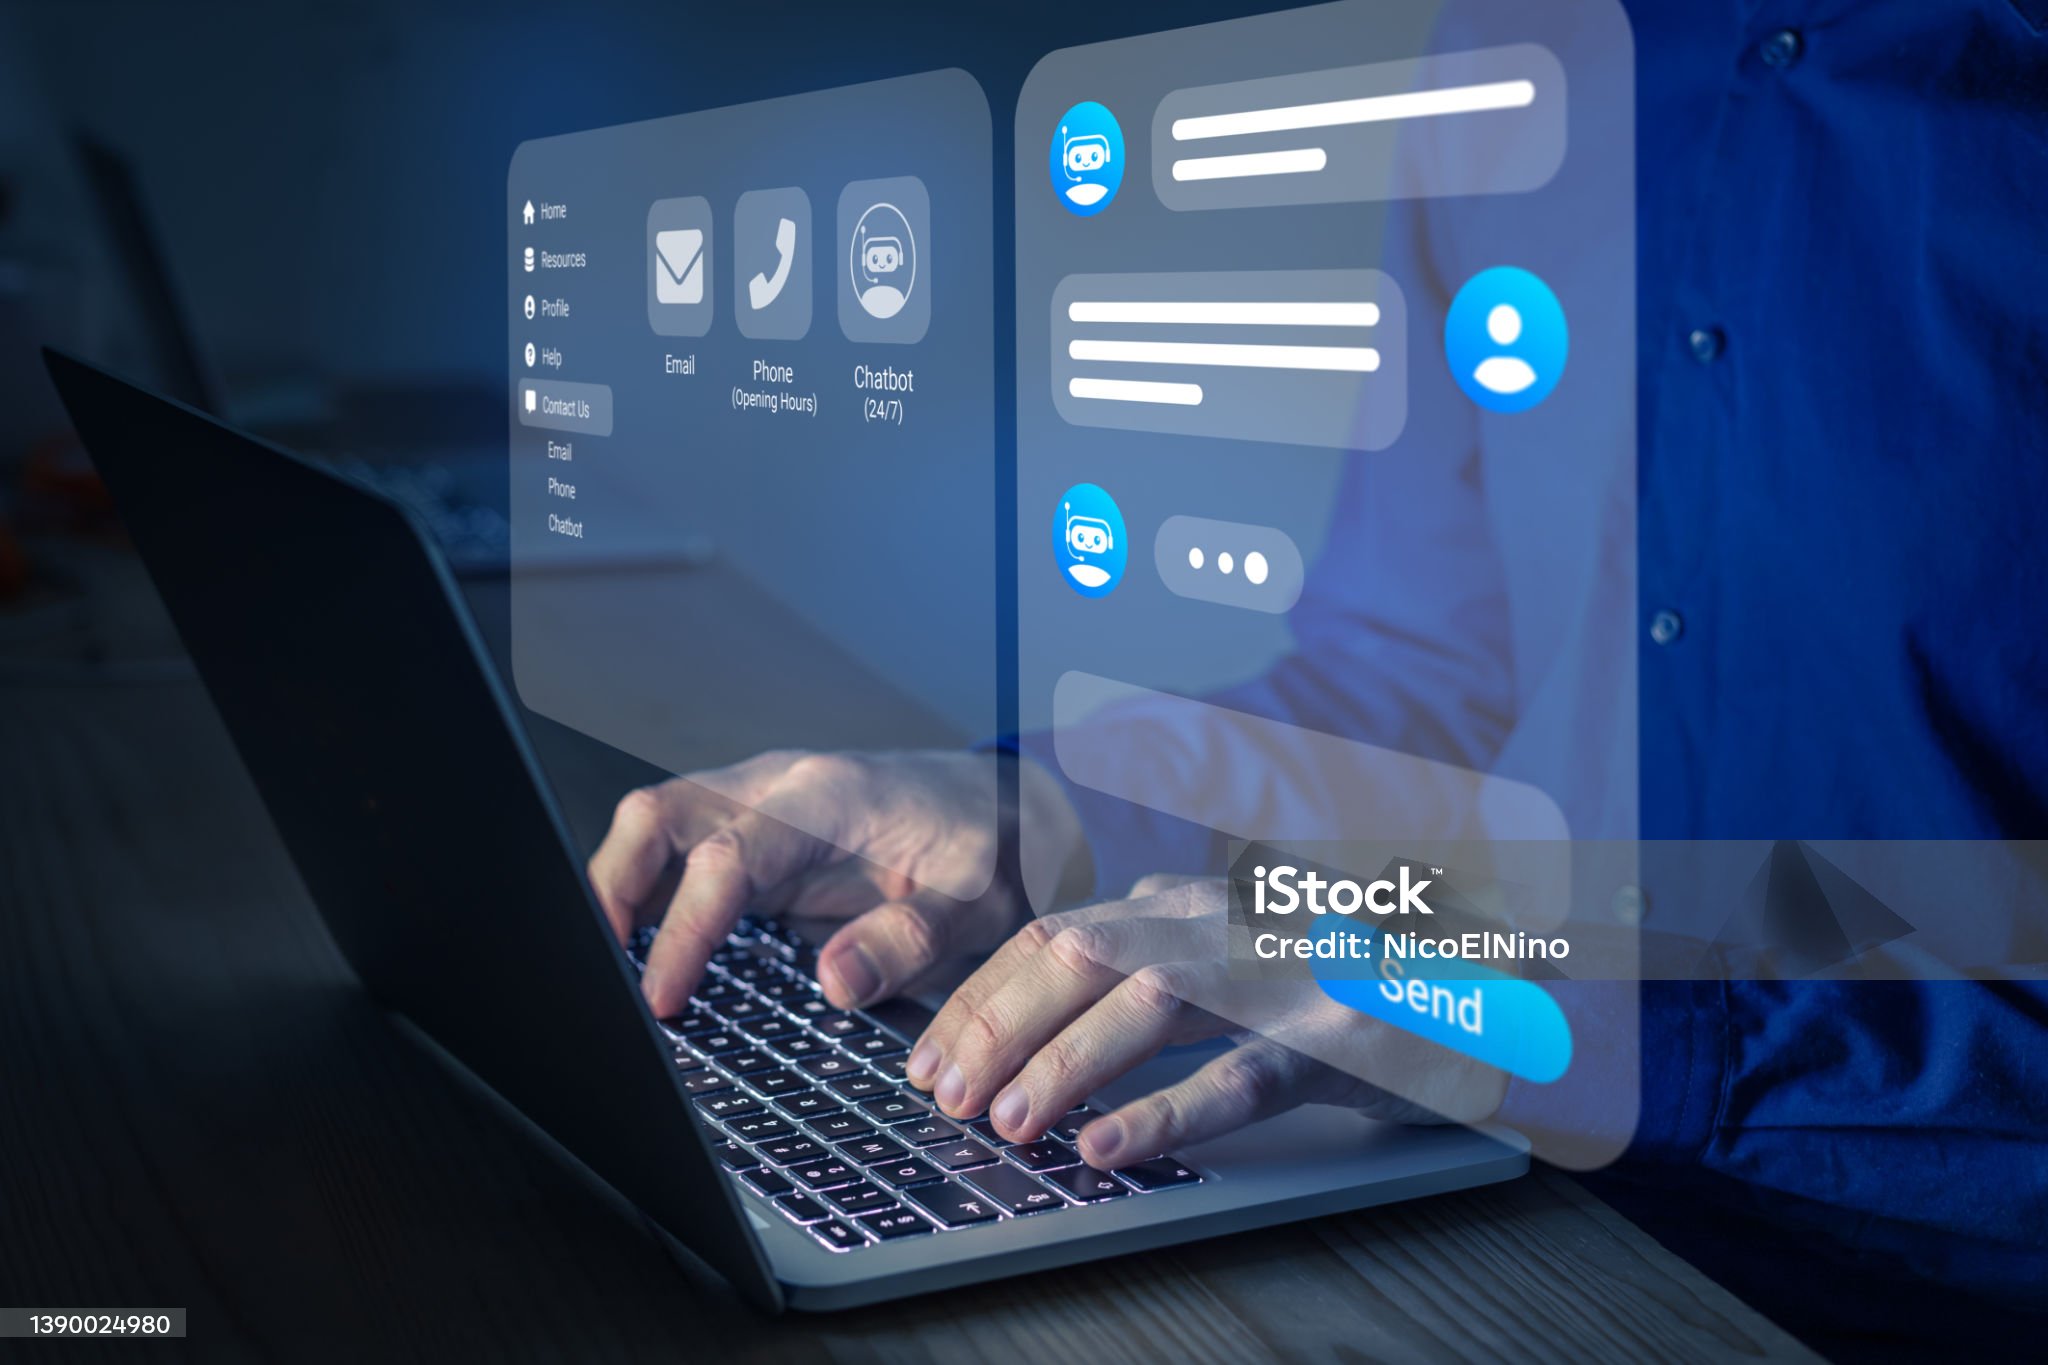 Home
Resources
Profile
Help
Contact Us
Email
Phone
Chatbot
Email
Phone
(Opening Hours)
Chatbot
(24/7)
Send
iStock™
Credit: NicoElNino
1390024980